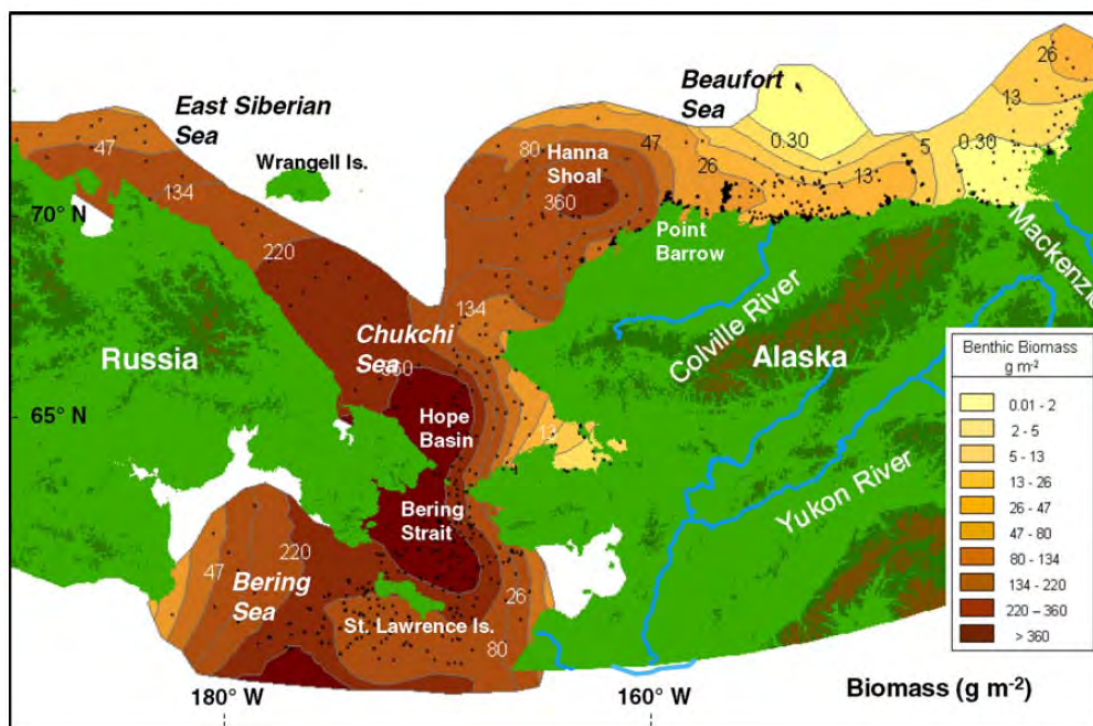 East Siberian
Sea
Beaufort
Sea
26
13
47
80
47
Wrangell Is.
Hanna
Shoal
0.30
5
0.30
26
13
134
360
70° N
Point
Barrow
Mackenzie
220
134
Colville River
Chukchi
Sea
Russia
Alaska
360
65° N
Hope
Basin
13
Yukon River
Bering
Strait
220
47
Bering
Sea
26
St. Lawrence Is.
80
Benthic Biomass
g m-2
0.01 - 2
2 - 5
5 - 13
13 - 26
26 - 47
47 - 80
80 - 134
134 - 220
220 – 360
> 360
180° W
160° W
Biomass (g m-2)